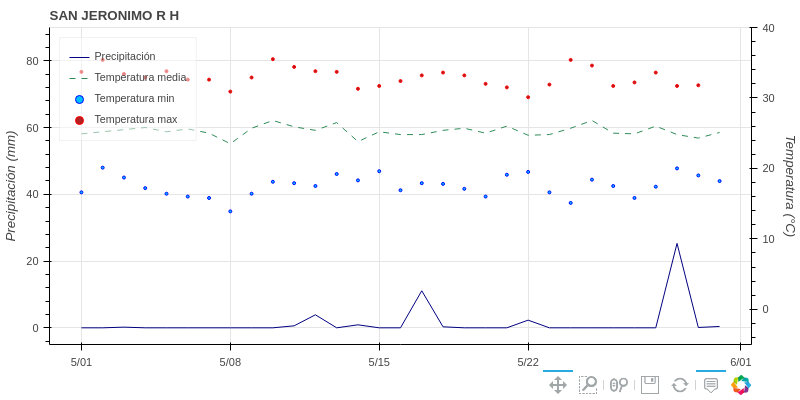 SAN JERONIMO R H
Precipitación
Temperatura media
Temperatura min
Temperatura max
Precipitación (mm)
80
60
40
20
0
40
30
20
10
0
Temperatura (°C)
5/01
5/08
5/15
5/22
6/01